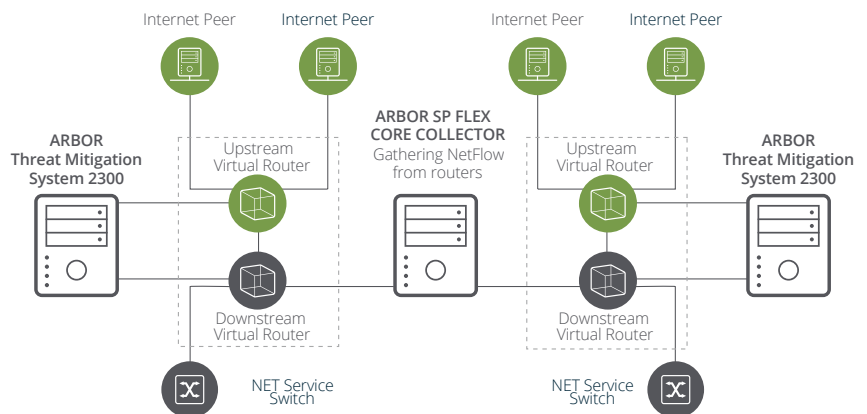 Internet Peer
Internet Peer
Internet Peer
Internet Peer
ARBOR
Threat Mitigation
System 2300
Upstream
Virtual Router
ARBOR SP FLEX
CORE COLLECTOR
Gathering NetFlow
from routers
Upstream
Virtual Router
ARBOR
Threat Mitigation
System 2300
Downstream
Virtual Router
Downstream
Virtual Router
NET Service
Switch
NET Service
Switch